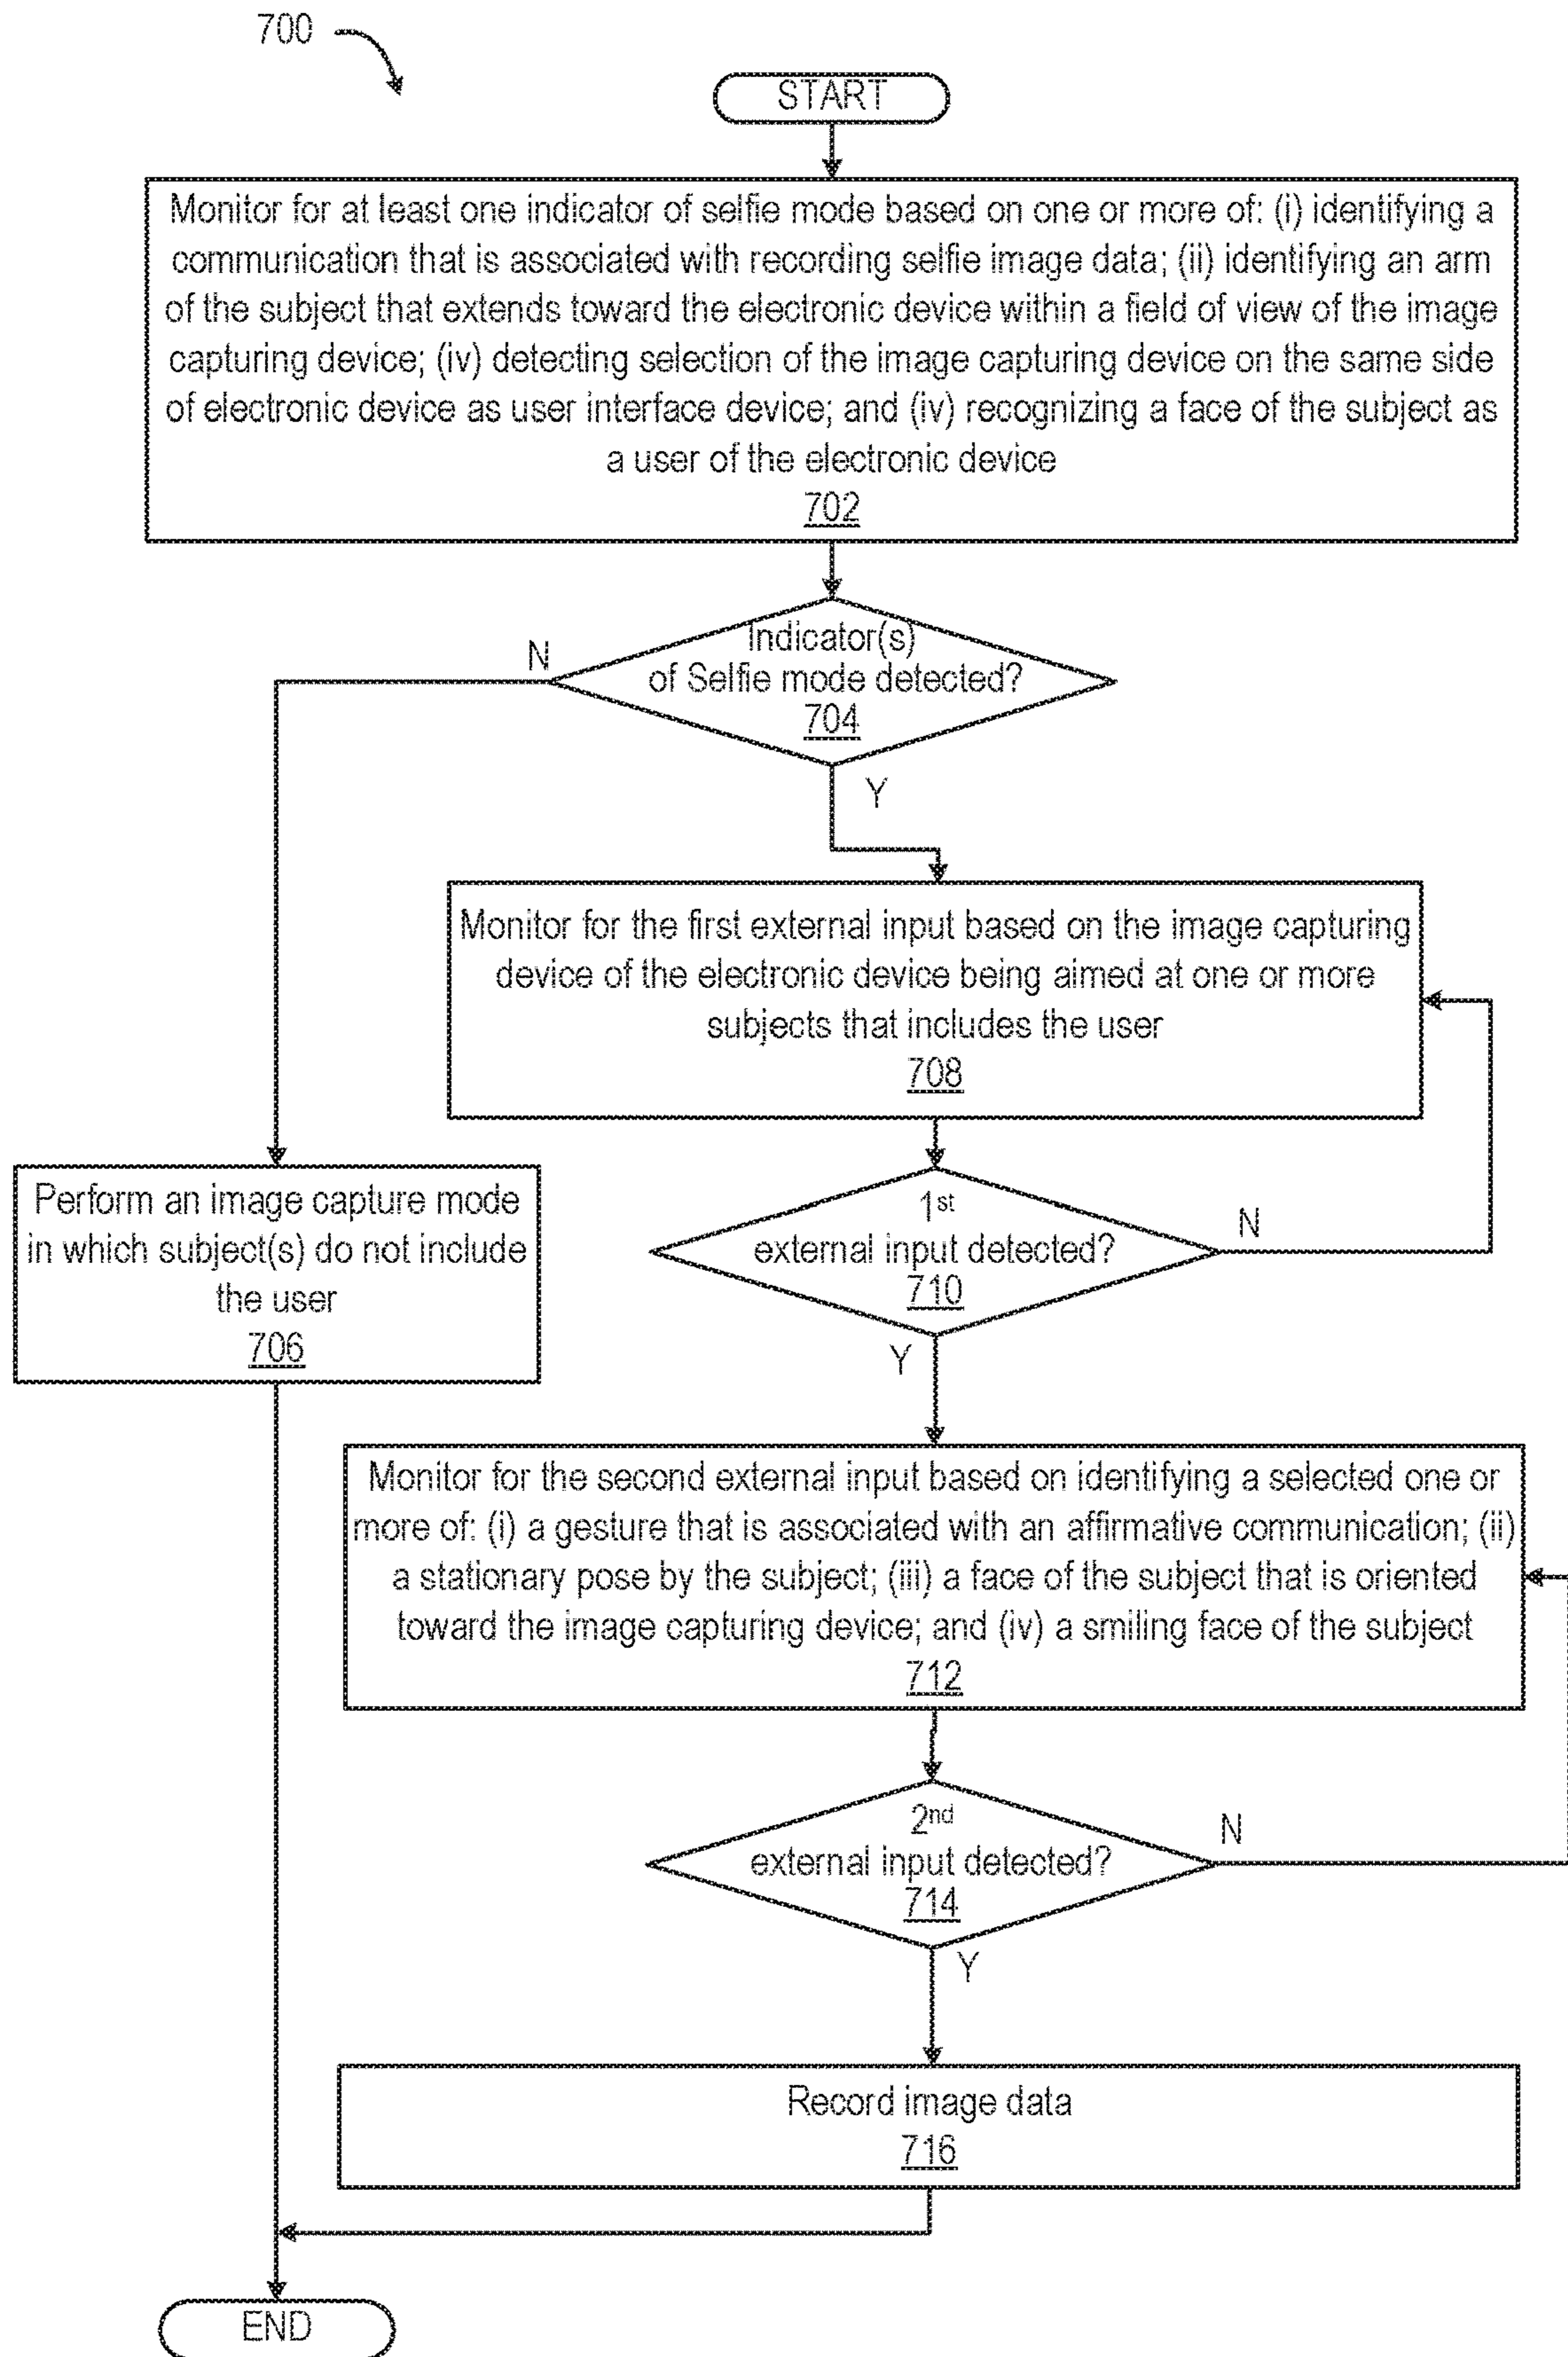 700
START
Monitor for at least one indicator of selfie mode based on one or more of: (i) identifying a
communication that is associated with recording selfie image data; (ii) identifying an arm
of the subject that extends toward the electronic device within a field of view of the image
capturing device; (iv) detecting selection of the image capturing device on the same side
of electronic device as user interface device; and (iv) recognizing a face of the subject as
a user of the electronic device
702
Indicator(s)
of Selfie mode detected?
704
N
Y
Monitor for the first external input based on the image capturing
device of the electronic device being aimed at one or more
subjects that includes the user
708
Perform an image capture mode
in which subject(s) do not include
the user
706
1st
external input detected?
710
N
Y
Monitor for the second external input based on identifying a selected one or
more of: (i) a gesture that is associated with an affirmative communication; (ii)
a stationary pose by the subject; (iii) a face of the subject that is oriented
toward the image capturing device; and (iv) a smiling face of the subject
712
2nd
external input detected?
714
N
Y
Record image data
716
END